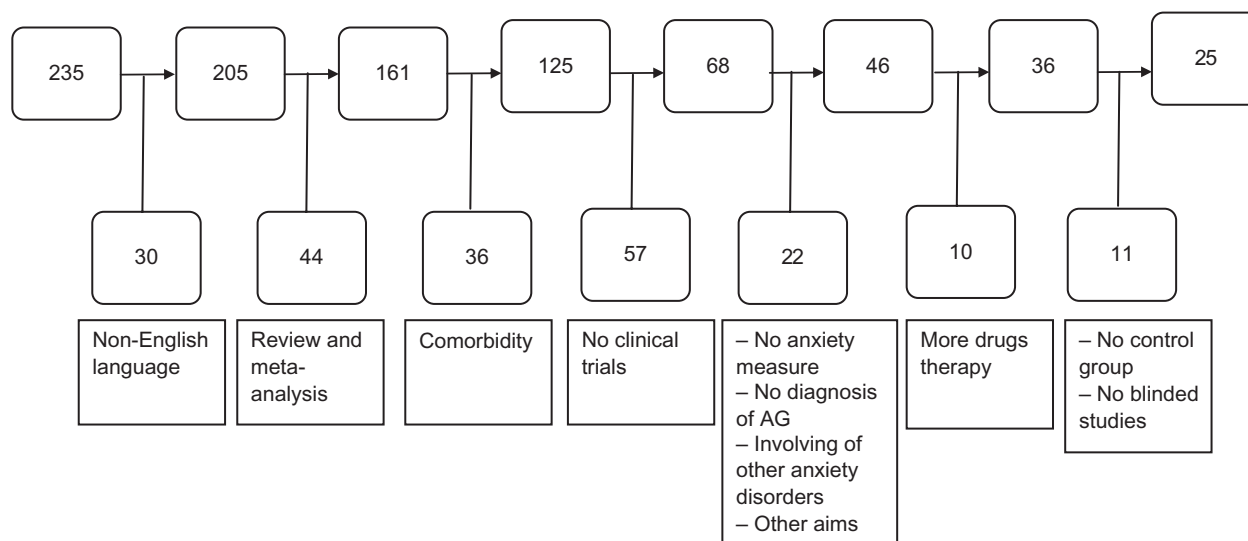 235
205
161
125
68
46
36
25
30
44
36
57
22
10
11
Non-English
language
Review and
meta-
analysis
Comorbidity
No clinical
trials
– No anxiety
measure
– No diagnosis
of AG
– Involving of
other anxiety
disorders
– Other aims
More drugs
therapy
– No control
group
– No blinded
studies